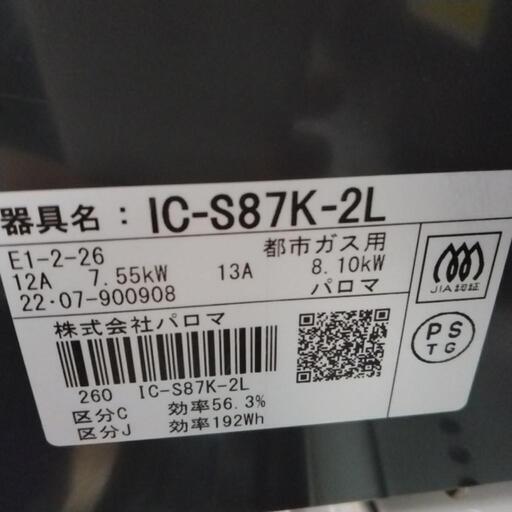 器具名 : IC-S87K-2L
E1-2-26 都市ガス用
12A 7.55kW 13A 8.10kW
22・07-900908 パロマ
JIA認証
株式会社パロマ
PS
TG
260 IC-S87K-2L
区分C 効率56.3%
区分J 効率192Wh